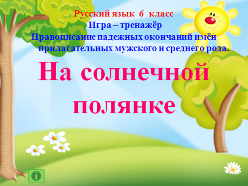 Русский язык 6 класс
Игра – тренажёр
Правописание падежных окончаний имён
прилагательных мужского и среднего рода.
На солнечной
полянке